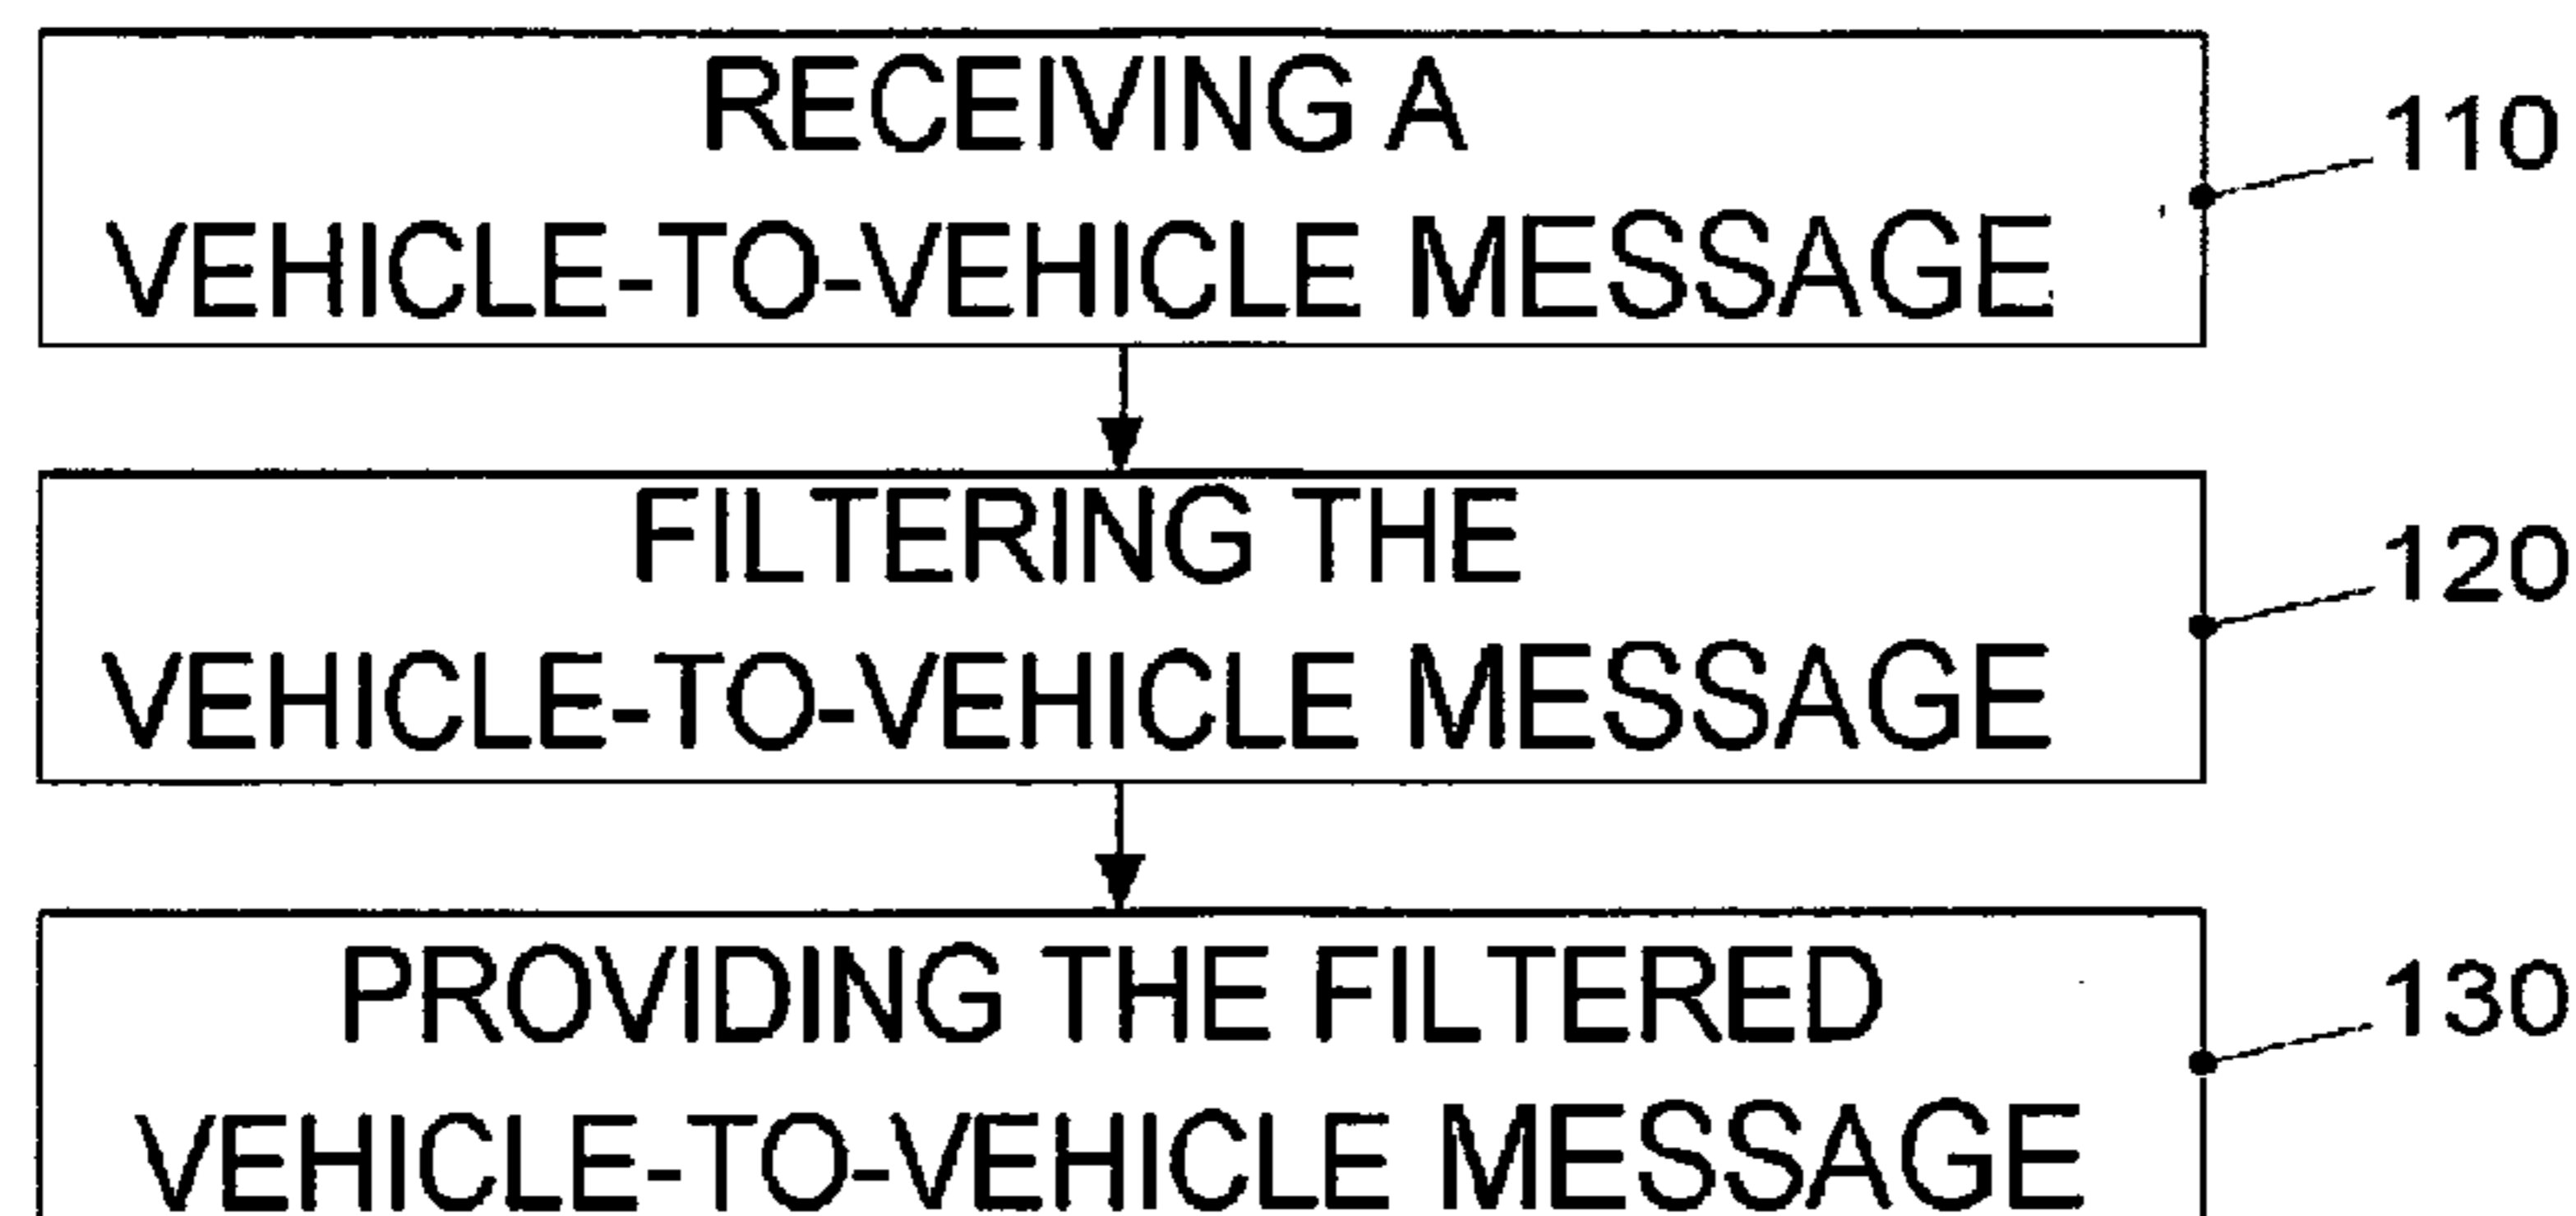 RECEIVING A
VEHICLE-TO-VEHICLE MESSAGE
110
FILTERING THE
VEHICLE-TO-VEHICLE MESSAGE
120
PROVIDING THE FILTERED
VEHICLE-TO-VEHICLE MESSAGE
130